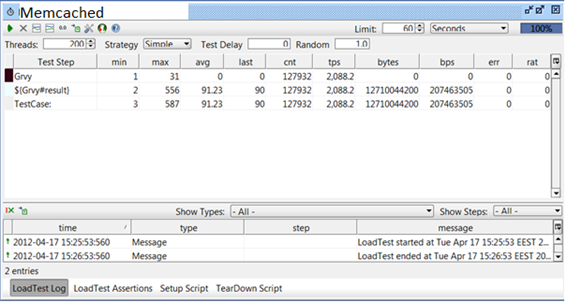 Memcached
Limit: 60 Seconds 100%
Threads: 200 Strategy Simple Test Delay 0 Random 1.0
Test Step min max avg last cnt tps bytes bps err rat
Grvy 1 31 0 0 127932 2,088.2 0 0 0 0
${Grvy#result} 2 556 91.23 90 127932 2,088.2 12710044200 207463505 0 0
TestCase: 3 587 91.23 90 127932 2,088.2 12710044200 207463505 0 0
Show Types: - All - Show Steps: - All -
time type step message
2012-04-17 15:25:53:560 Message LoadTest started at Tue Apr 17 15:25:53 EEST 2...
2012-04-17 15:26:53:560 Message LoadTest ended at Tue Apr 17 15:26:53 EEST 20...
2 entries
LoadTest Log LoadTest Assertions Setup Script TearDown Script